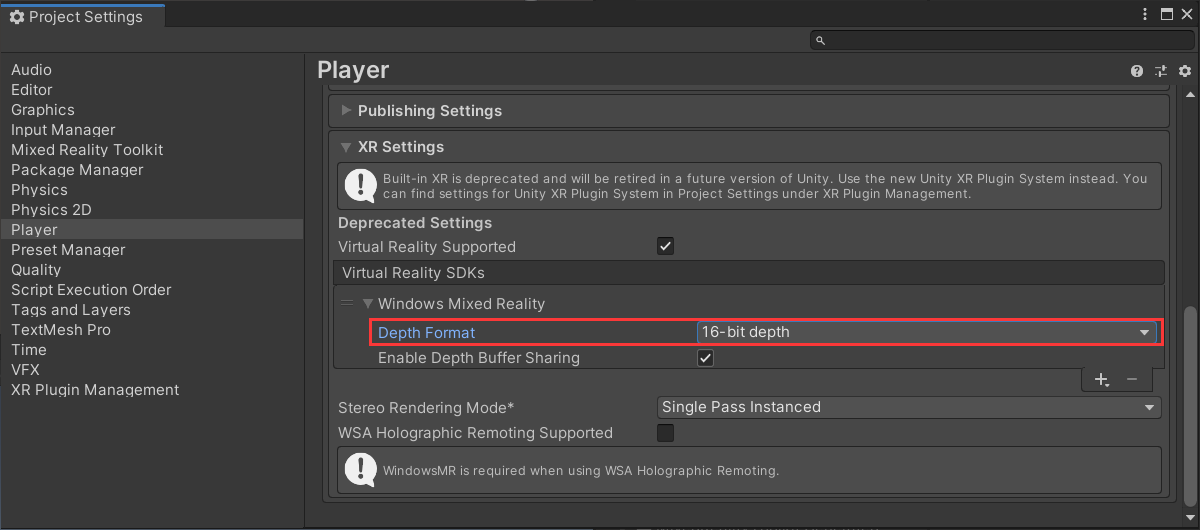 Project Settings
Audio
Editor
Graphics
Input Manager
Mixed Reality Toolkit
Package Manager
Physics
Physics 2D
Player
Preset Manager
Quality
Script Execution Order
Tags and Layers
TextMesh Pro
Time
VFX
XR Plugin Management
Player
Publishing Settings
XR Settings
Built-in XR is deprecated and will be retired in a future version of Unity. Use the new Unity XR Plugin System instead. You
can find settings for Unity XR Plugin System in Project Settings under XR Plugin Management.
Deprecated Settings
Virtual Reality Supported
Virtual Reality SDKs
Windows Mixed Reality
Depth Format 16-bit depth
Enable Depth Buffer Sharing
Stereo Rendering Mode* Single Pass Instanced
WSA Holographic Remoting Supported
WindowsMR is required when using WSA Holographic Remoting.